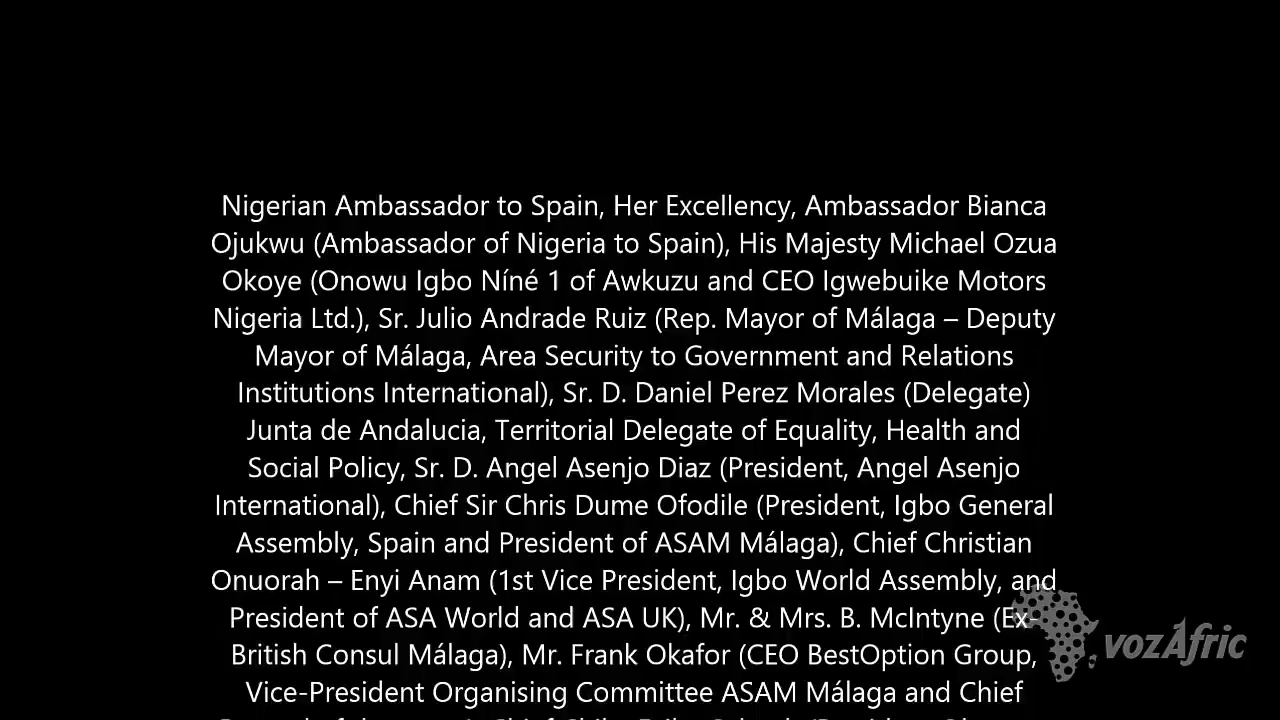 Nigerian Ambassador to Spain, Her Excellency, Ambassador Bianca
Ojukwu (Ambassador of Nigeria to Spain), His Majesty Michael Ozua
Okoye (Onowu Igbo Níné 1 of Awkuzu and CEO Igwebuike Motors
Nigeria Ltd.), Sr. Julio Andrade Ruiz (Rep. Mayor of Málaga – Deputy
Mayor of Málaga, Area Security to Government and Relations
Institutions International), Sr. D. Daniel Perez Morales (Delegate)
Junta de Andalucia, Territorial Delegate of Equality, Health and
Social Policy, Sr. D. Angel Asenjo Diaz (President, Angel Asenjo
International), Chief Sir Chris Dume Ofodile (President, Igbo General
Assembly, Spain and President of ASAM Málaga), Chief Christian
Onuorah – Enyi Anam (1st Vice President, Igbo World Assembly, and
President of ASA World and ASA UK), Mr. & Mrs. B. McIntyne (Ex-
British Consul Málaga), Mr. Frank Okafor (CEO BestOption Group,
Vice-President Organising Committee ASAM Málaga and Chief
vozAfric